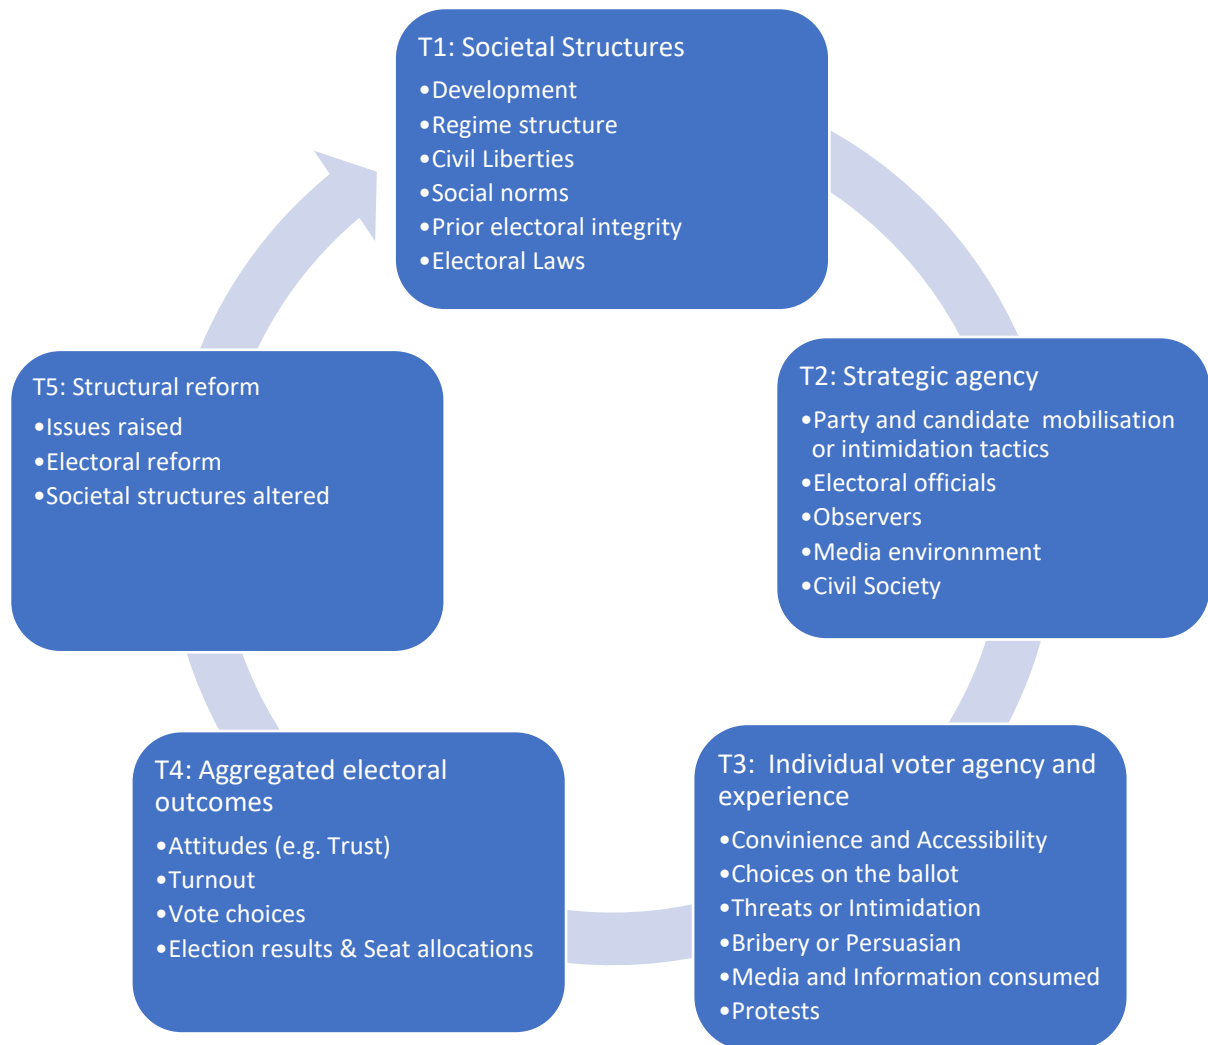 T1: Societal Structures
•Development
•Regime structure
•Civil Liberties
•Social norms
•Prior electoral integrity
•Electoral Laws
T2: Strategic agency
•Party and candidate  mobilisation
or intimidation tactics
•Electoral officials
•Observers
•Media environnment
•Civil Society
T3:  Individual voter agency and
experience
•Convinience and Accessibility
•Choices on the ballot
•Threats or Intimidation
•Bribery or Persuasian
•Media and Information consumed
•Protests
T4: Aggregated electoral
outcomes
•Attitudes (e.g. Trust)
•Turnout
•Vote choices
•Election results & Seat allocations
T5: Structural reform
•Issues raised
•Electoral reform
•Societal structures altered